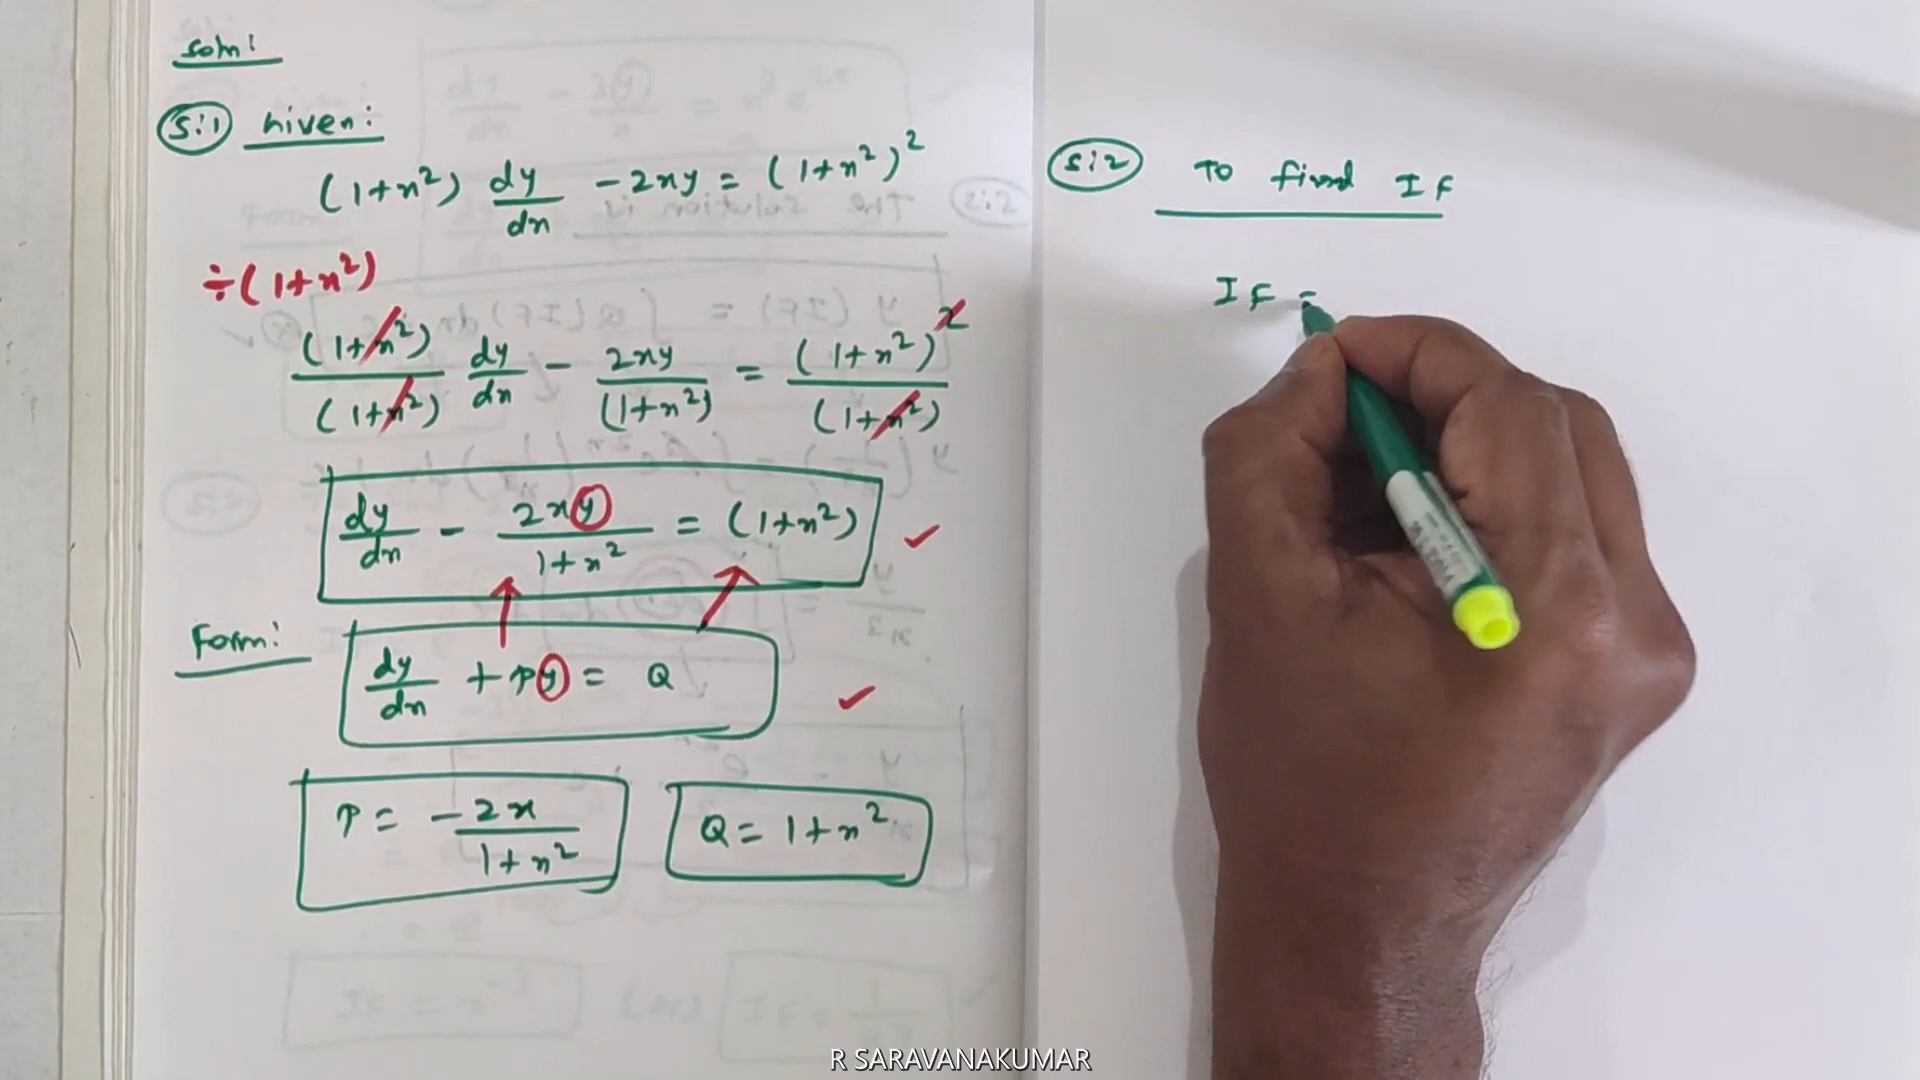 Soln:
S:1 Given:
(1+x²) dy/dx - 2xy = (1+x²)²
÷(1+x²)
(1+x²)/(1+x²) dy/dx - 2xy/(1+x²) = (1+x²)²/(1+x²)
dy/dx - 2xy/1+x² = (1+x²)
Form:
dy/dx + Py = Q
P = -2x/1+x²
Q = 1+x²
S:2 To find IF
IF =
R SARAVANAKUMAR